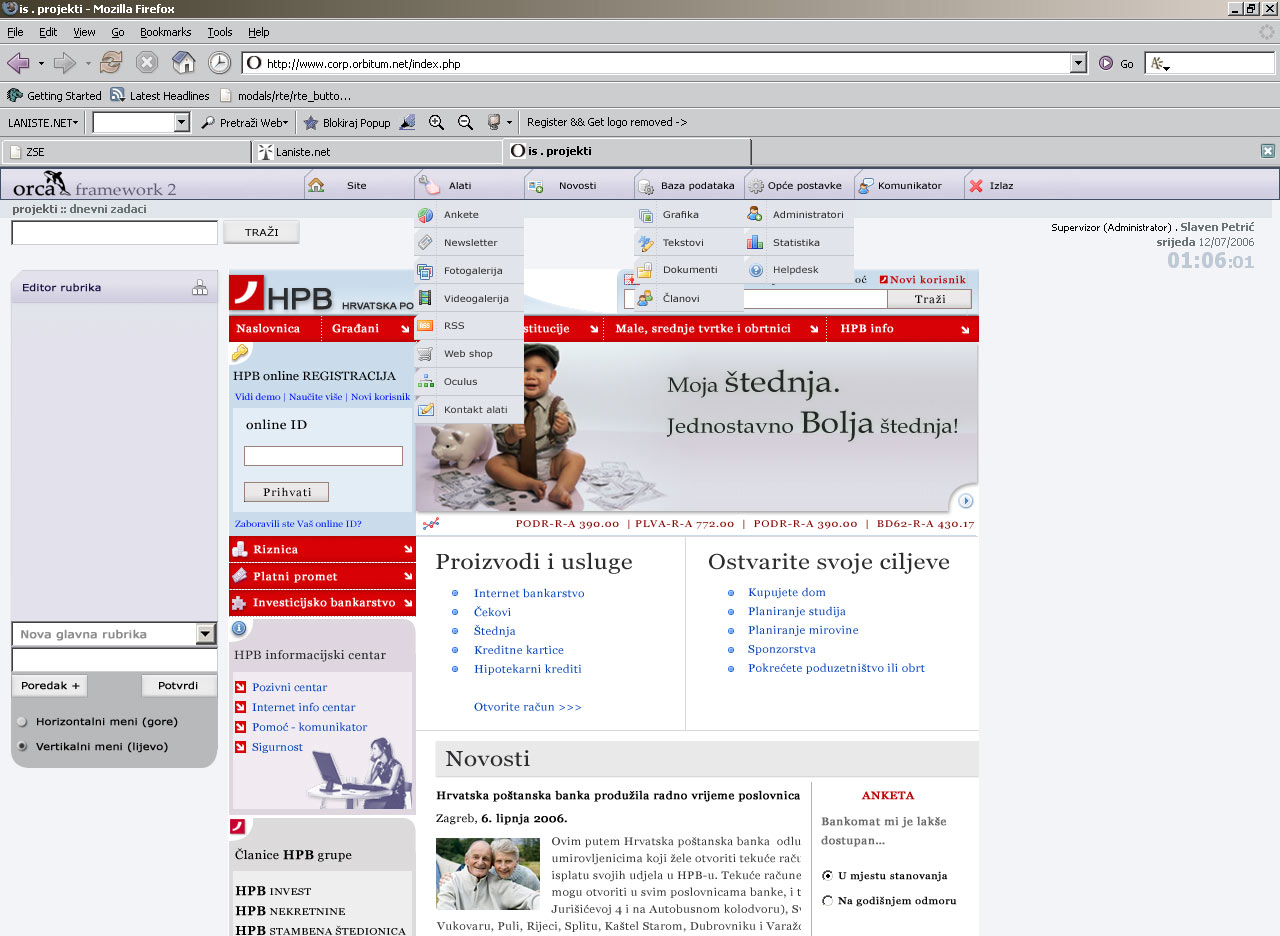 is . projekti - Mozilla Firefox
File Edit View Go Bookmarks Tools Help
http://www.corp.orbitum.net/index.php Go
Getting Started Latest Headlines modals/rte/rte_butto...
LANISTE.NET Pretraži Web Blokiraj Popup Register && Get logo removed ->
ZSE Laniste.net is . projekti
orca framework 2 Site Alati Novosti Baza podataka Opće postavke Komunikator Izlaz
projekti :: dnevni zadaci
TRAŽI
Ankete
Newsletter
Fotogalerija
Videogalerija
RSS
Web shop
Oculus
Kontakt alati
Grafika
Tekstovi
Dokumenti
Članovi
Administratori
Statistika
Helpdesk
Supervizor (Administrator) . Slaven Petrić
srijeda 12/07/2006
01:06:01
Editor rubrika
Nova glavna rubrika
Poredak + Potvrdi
Horizontalni meni (gore)
Vertikalni meni (lijevo)
HPB HRVATSKA PO
oć Novi korisnik
Traži
Naslovnica Građani stitucije Male, srednje tvrtke i obrtnici HPB info
HPB online REGISTRACIJA
Vidi demo | Naučite više | Novi korisnik
online ID
Prihvati
Zaboravili ste Vaš online ID?
Moja štednja.
Jednostavno Bolja štednja!
PODR-R-A 390.00 | PLVA-R-A 772.00 | PODR-R-A 390.00 | BD62-R-A 430.17
Riznica
Platni promet
Investicijsko bankarstvo
HPB informacijski centar
Pozivni centar
Internet info centar
Pomoć - komunikator
Sigurnost
Članice HPB grupe
HPB INVEST
HPB NEKRETNINE
HPB STAMBENA ŠTEDIONICA
Proizvodi i usluge
Internet bankarstvo
Čekovi
Štednja
Kreditne kartice
Hipotekarni krediti
Otvorite račun >>>
Ostvarite svoje ciljeve
Kupujete dom
Planiranje studija
Planiranje mirovine
Sponzorstva
Pokrećete poduzetništvo ili obrt
Novosti
Hrvatska poštanska banka produžila radno vrijeme poslovnica
Zagreb, 6. lipnja 2006.
Ovim putem Hrvatska poštanska banka odlu
umirovljenicima koji žele otvoriti tekuće raču
isplatu svojih udjela u HPB-u. Tekuće račune
mogu otvoriti u svim poslovnicama banke, i t
Jurišićevoj 4 i na Autobusnom kolodvoru), Sv
Vukovaru, Puli, Rijeci, Splitu, Kaštel Starom, Dubrovniku i Varažd
ANKETA
Bankomat mi je lakše
dostupan...
U mjestu stanovanja
Na godišnjem odmoru